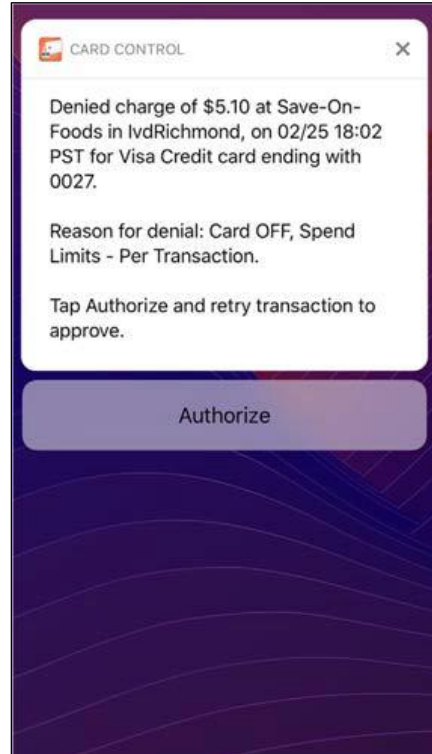 CARD CONTROL
Denied charge of $5.10 at Save-On-
Foods in IvdRichmond, on 02/25 18:02
PST for Visa Credit card ending with
0027.
Reason for denial: Card OFF, Spend
Limits - Per Transaction.
Tap Authorize and retry transaction to
approve.
Authorize